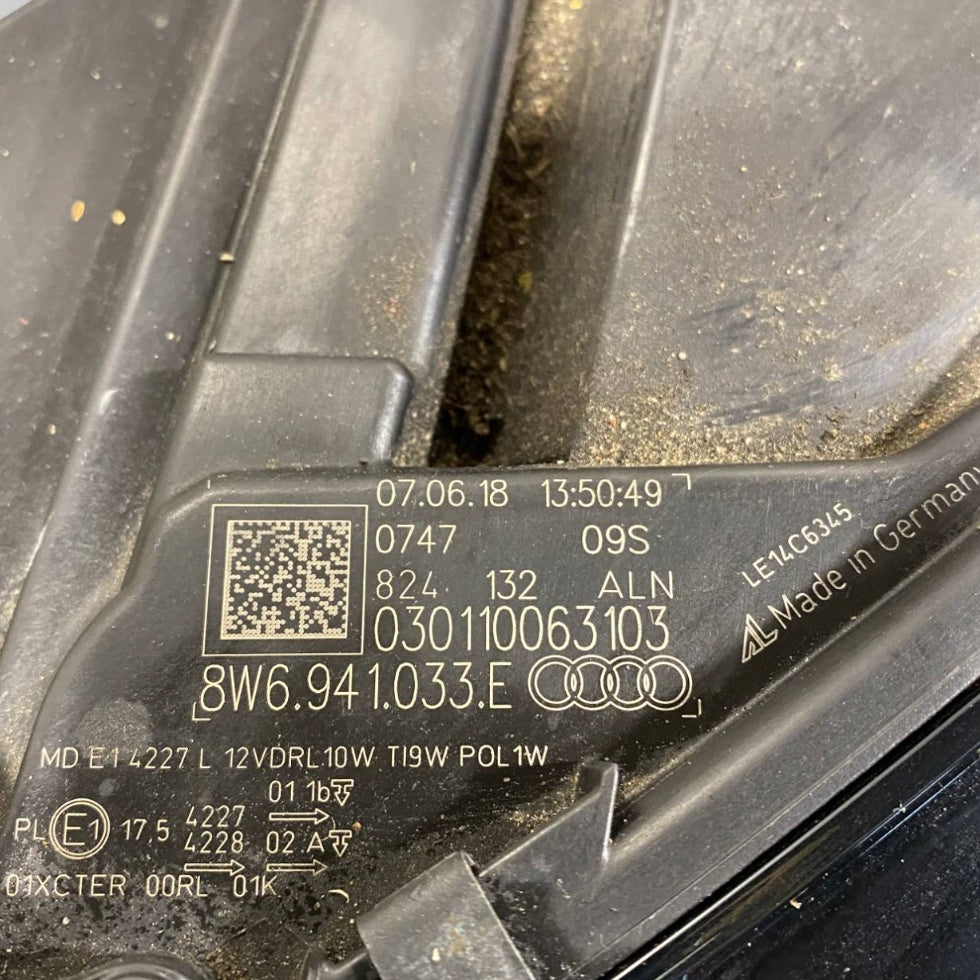 07.06.18 13:50:49
0747 09S
824 132 ALN
030110063103
8W6.941.033.E
LE14C6345
AL Made in Germany
MD E1 4227 L 12VDRL10W TI9W POL1W
01 1b
PL E1 17.5 4227
4228 02 A
01XCTER 00RL 01K